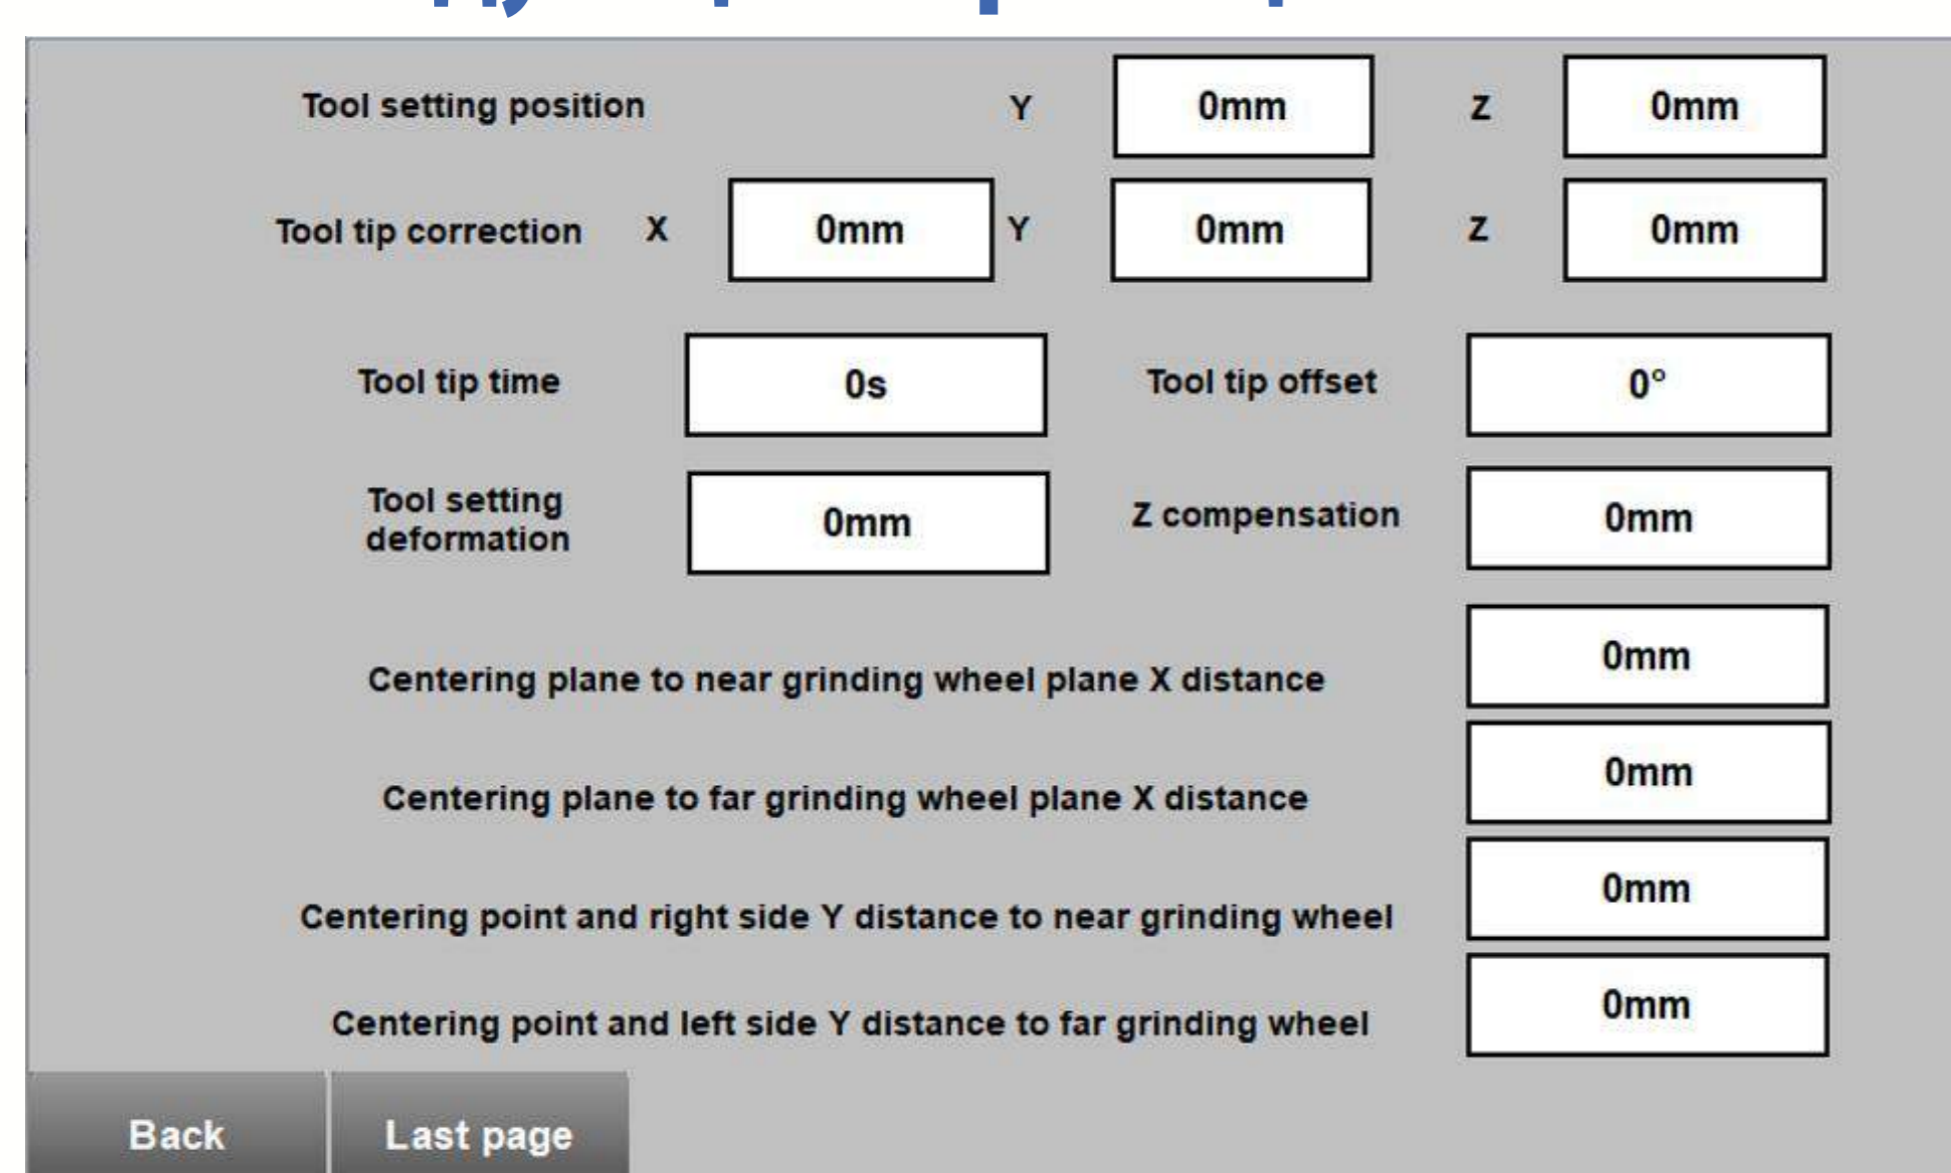 Tool setting position Y 0mm Z 0mm
Tool tip correction X 0mm Y 0mm Z 0mm
Tool tip time 0s Tool tip offset 0°
Tool setting
deformation 0mm Z compensation 0mm
Centering plane to near grinding wheel plane X distance 0mm
Centering plane to far grinding wheel plane X distance 0mm
Centering point and right side Y distance to near grinding wheel 0mm
Centering point and left side Y distance to far grinding wheel 0mm
Back Last page